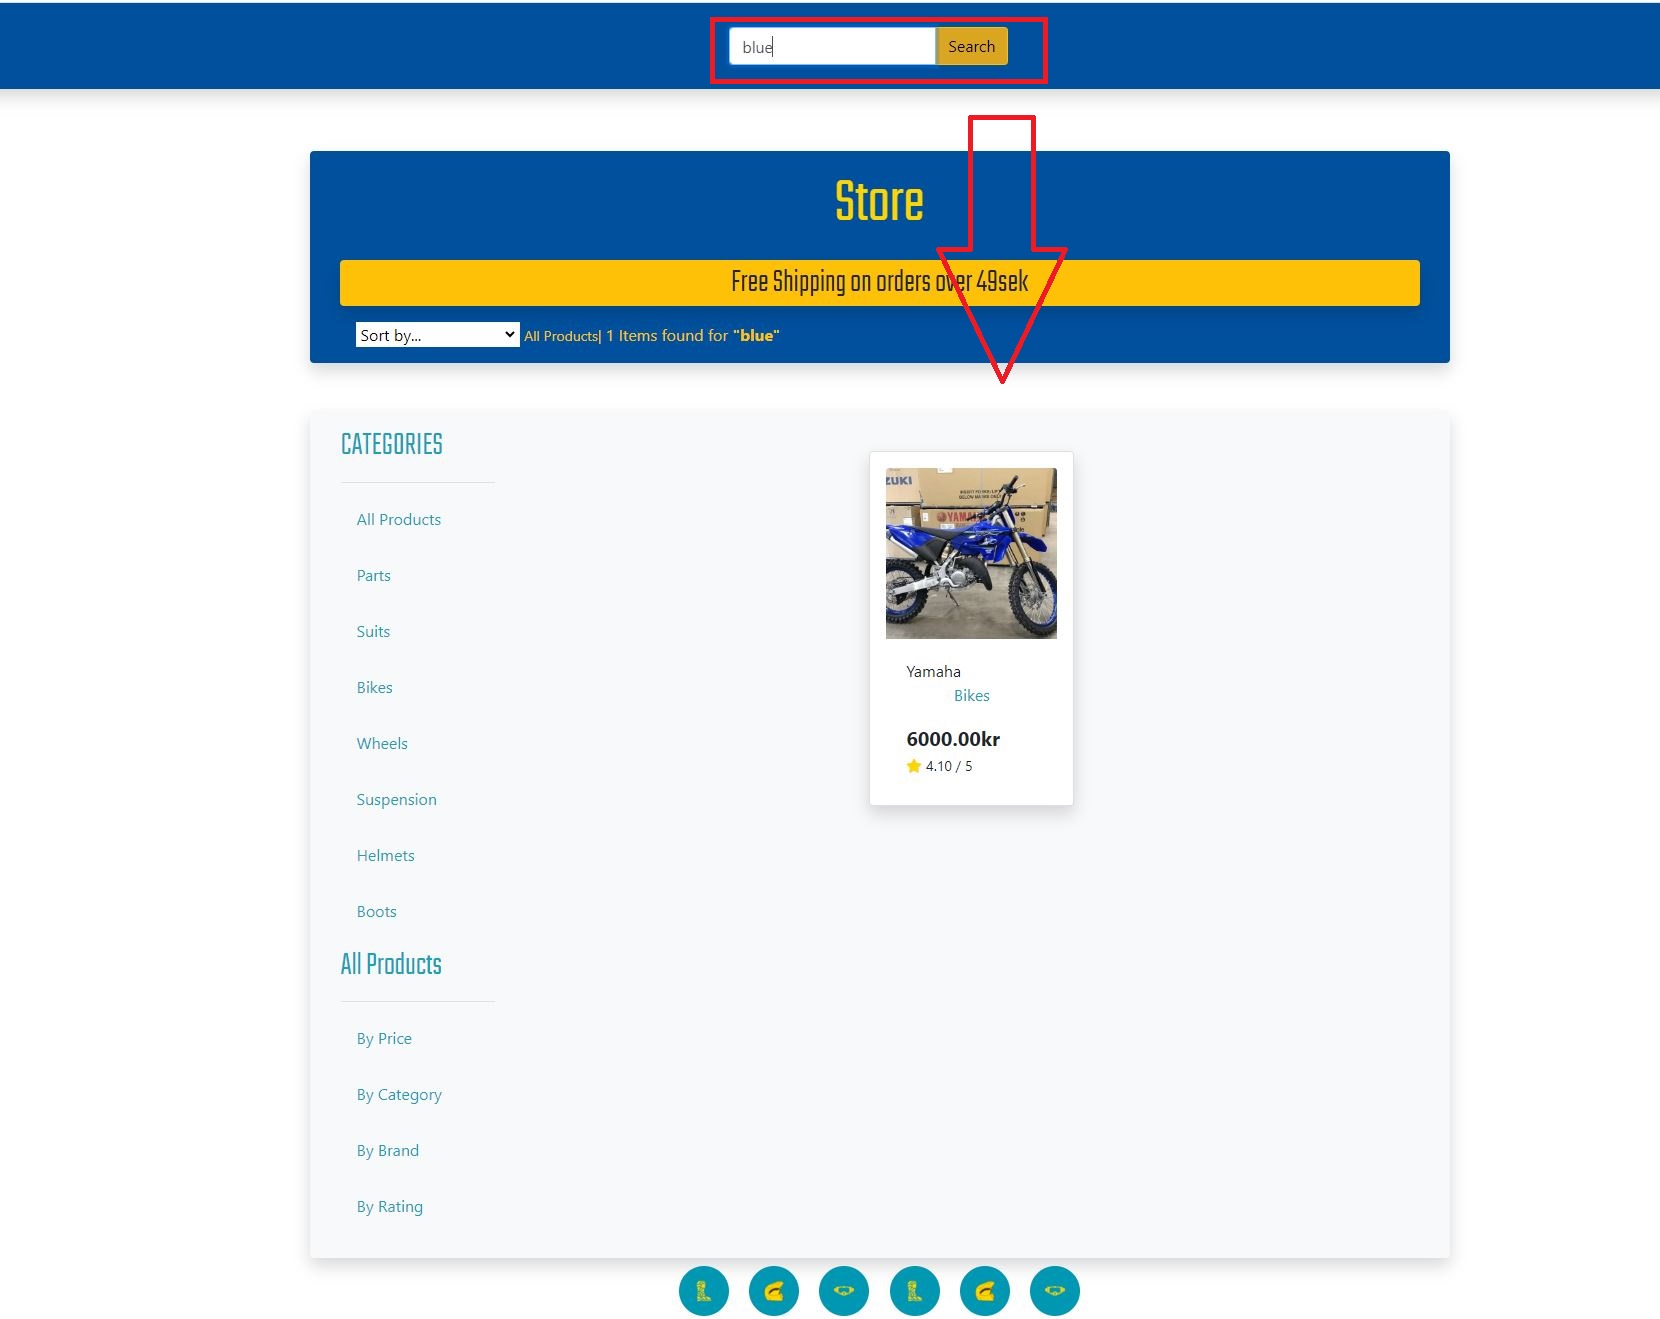 blue Search
Store
Free Shipping on orders over 49sek
Sort by... All Products| 1 Items found for "blue"
CATEGORIES
All Products
Parts
Suits
Bikes
Wheels
Suspension
Helmets
Boots
All Products
By Price
By Category
By Brand
By Rating
ZUKI
YAMA
Yamaha
Bikes
6000.00kr
4.10 / 5